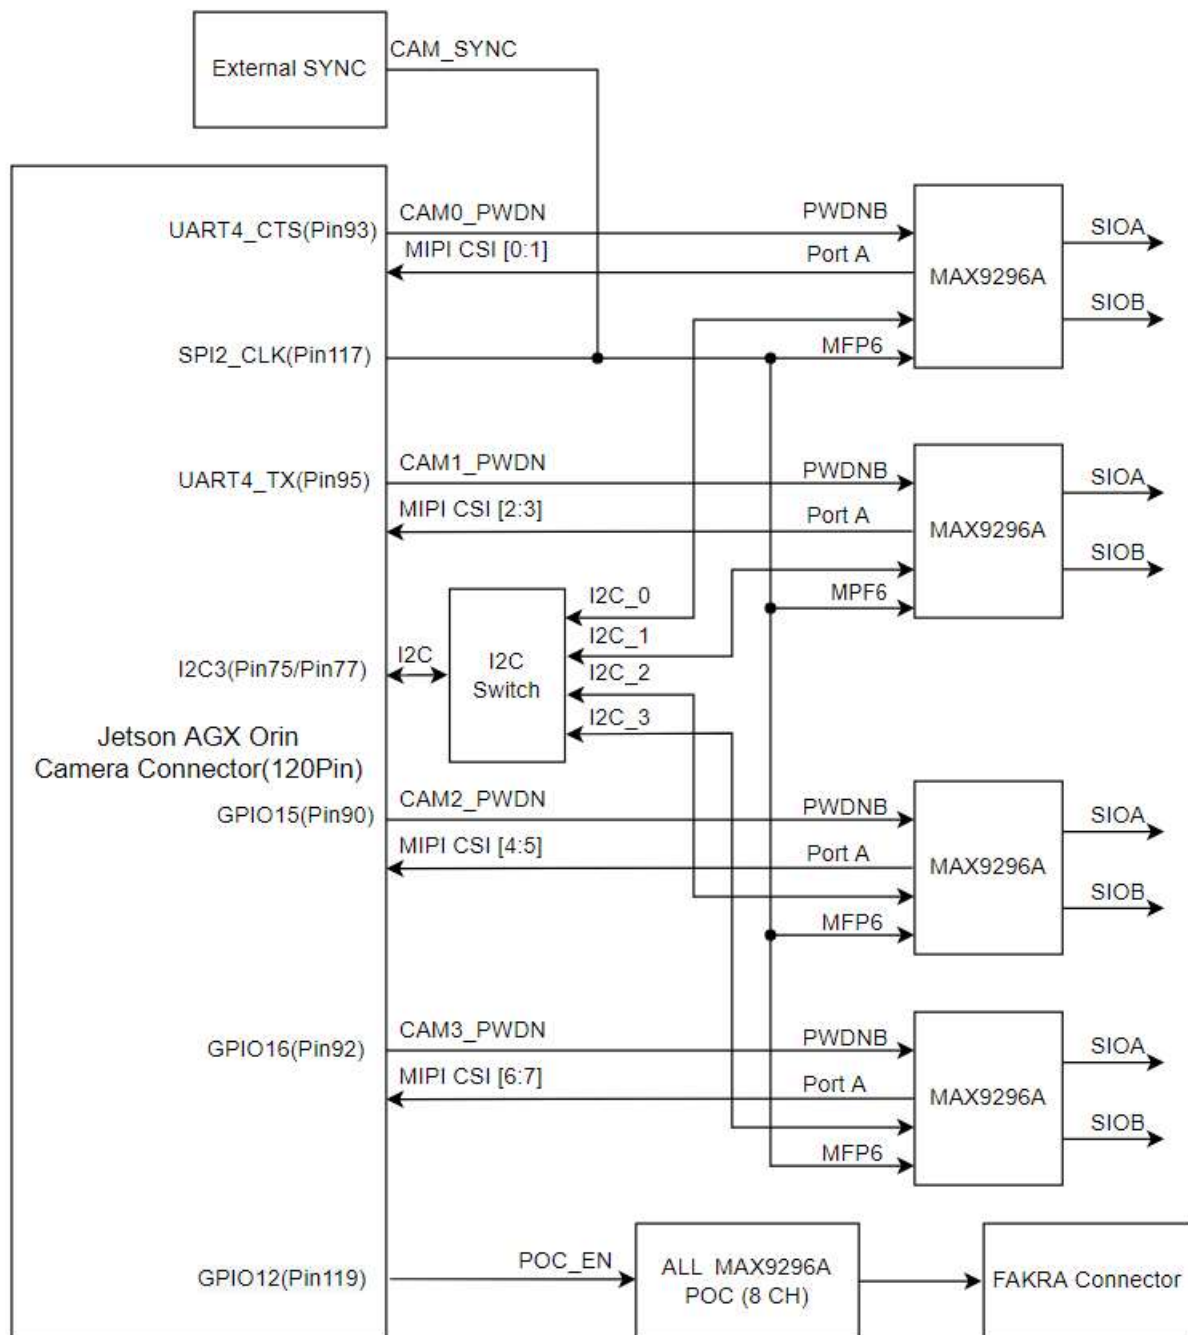 CAM_SYNC
External SYNC
CAM0_PWDN
PWDNB
UART4_CTS(Pin93)
SIOA
MIPI CSI [0:1]
Port A
MAX9296A
SIOB
SPI2_CLK(Pin117)
MFP6
CAM1_PWDN
PWDNB
UART4_TX(Pin95)
SIOA
MIPI CSI [2:3]
Port A
MAX9296A
SIOB
I2C_0
MPF6
I2C_1
I2C3(Pin75/Pin77)
I2C
I2C
Switch
I2C_2
I2C_3
Jetson AGX Orin
Camera Connector(120Pin)
CAM2_PWDN
PWDNB
GPIO15(Pin90)
SIOA
MIPI CSI [4:5]
Port A
MAX9296A
SIOB
MFP6
CAM3_PWDN
PWDNB
GPIO16(Pin92)
SIOA
MIPI CSI [6:7]
Port A
MAX9296A
SIOB
MFP6
POC_EN
GPIO12(Pin119)
ALL MAX9296A
POC (8 CH)
FAKRA Connector